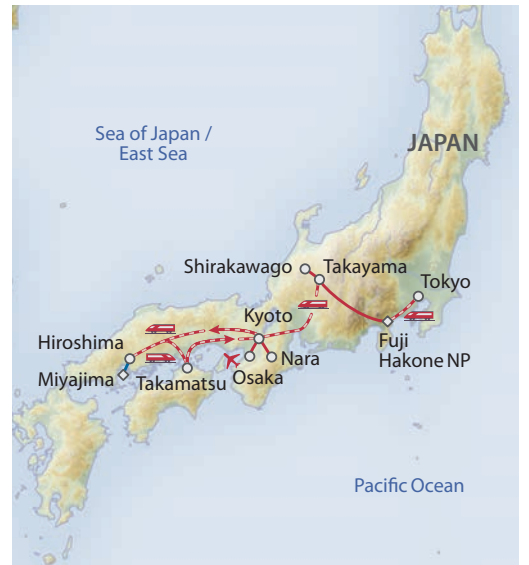 Sea of Japan /
East Sea
JAPAN
Shirakawago
Takayama
Tokyo
Kyoto
Fuji
Hakone NP
Hiroshima
Nara
Miyajima
Takamatsu
Osaka
Pacific Ocean